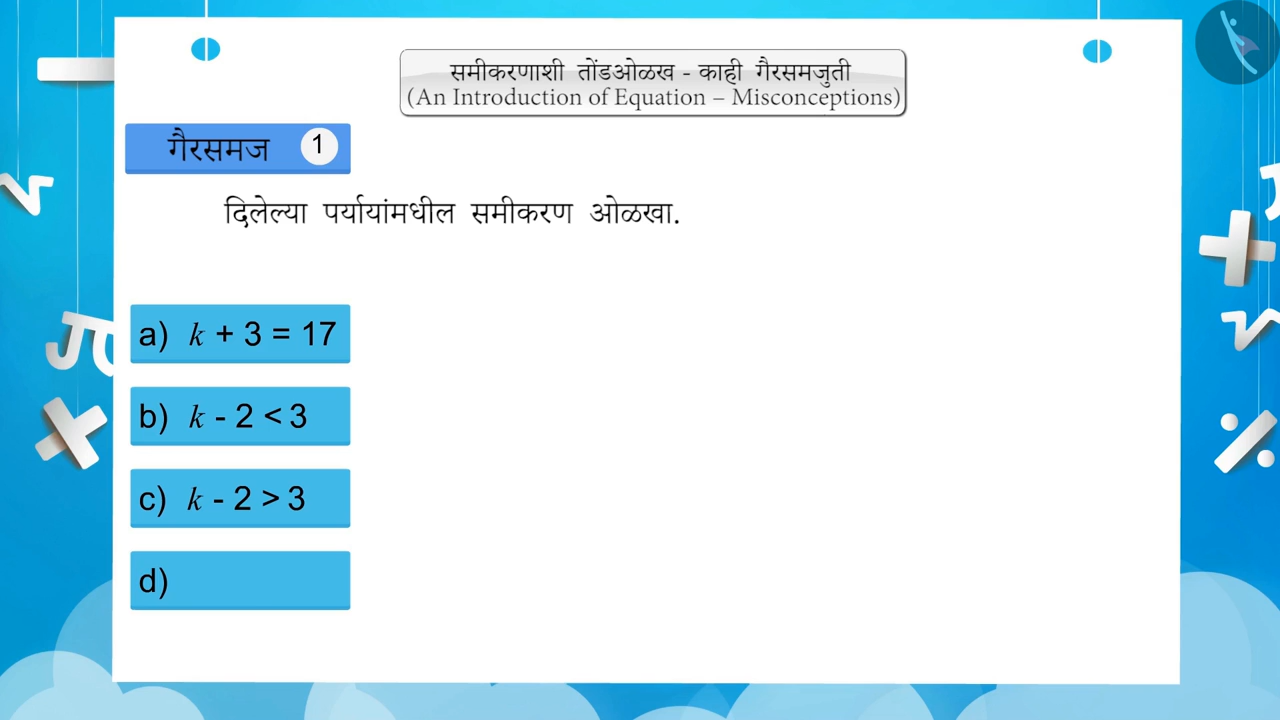 समीकरणाशी तोंडओळख - काही गैरसमजुती
(An Introduction of Equation – Misconceptions)
गैरसमज 1
दिलेल्या पर्यायांमधील समीकरण ओळखा.
a) k + 3 = 17
b) k - 2 < 3
c) k - 2 > 3
d)